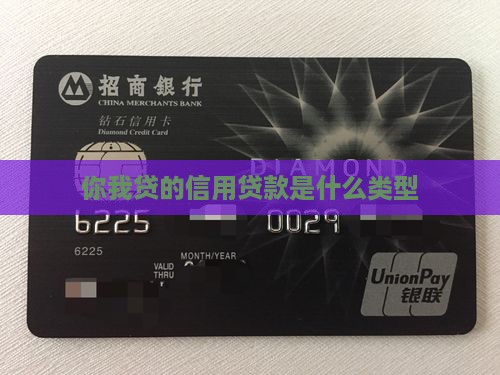 招商銀行
CHINA MERCHANTS BANK
钻石信用卡
Diamond Credit Card
DIAMOND
你我贷的信用贷款是什么类型
6225 0029
6225
MONTH/YEAR
VALID
THRU
UnionPay
银联